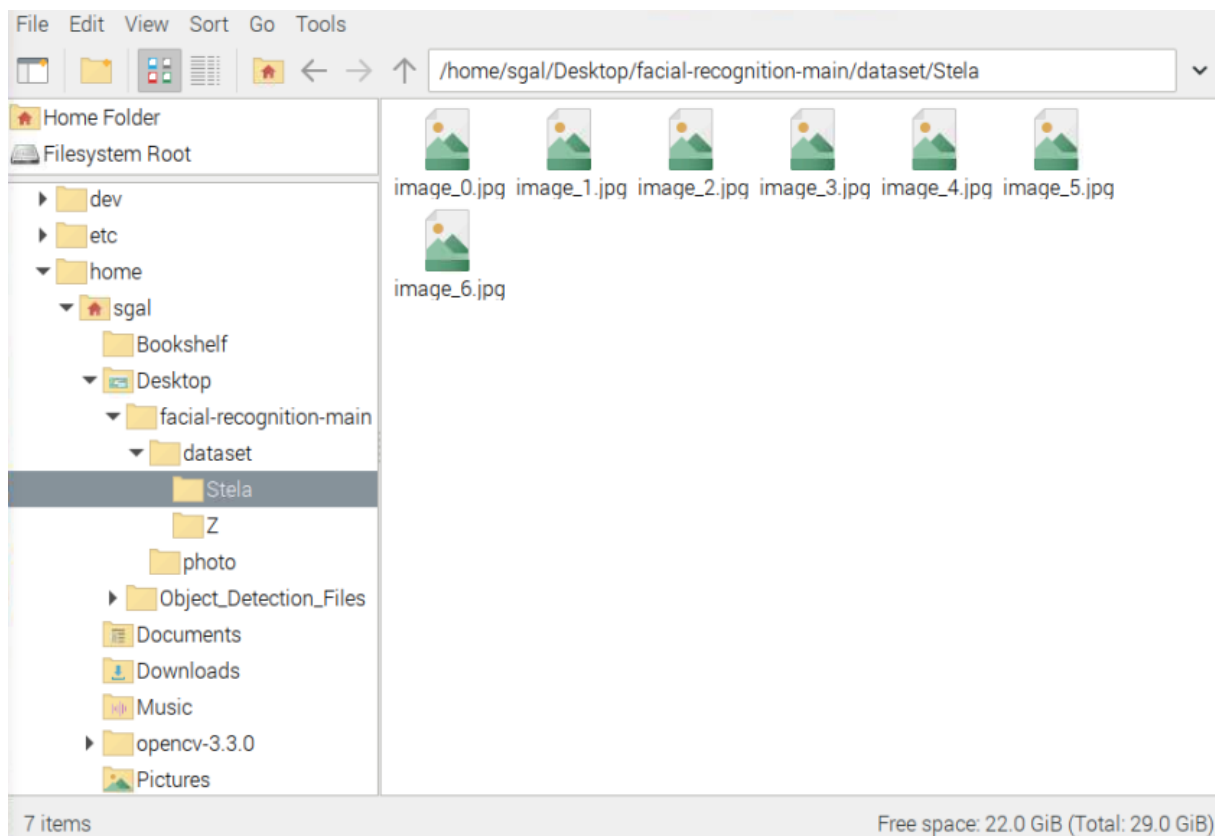 File Edit View Sort Go Tools
/home/sgal/Desktop/facial-recognition-main/dataset/Stela
Home Folder
Filesystem Root
dev
etc
home
sgal
Bookshelf
Desktop
facial-recognition-main
dataset
Stela
Z
photo
Object_Detection_Files
Documents
Downloads
Music
opencv-3.3.0
Pictures
image_0.jpg image_1.jpg image_2.jpg image_3.jpg image_4.jpg image_5.jpg
image_6.jpg
7 items Free space: 22.0 GiB (Total: 29.0 GiB)